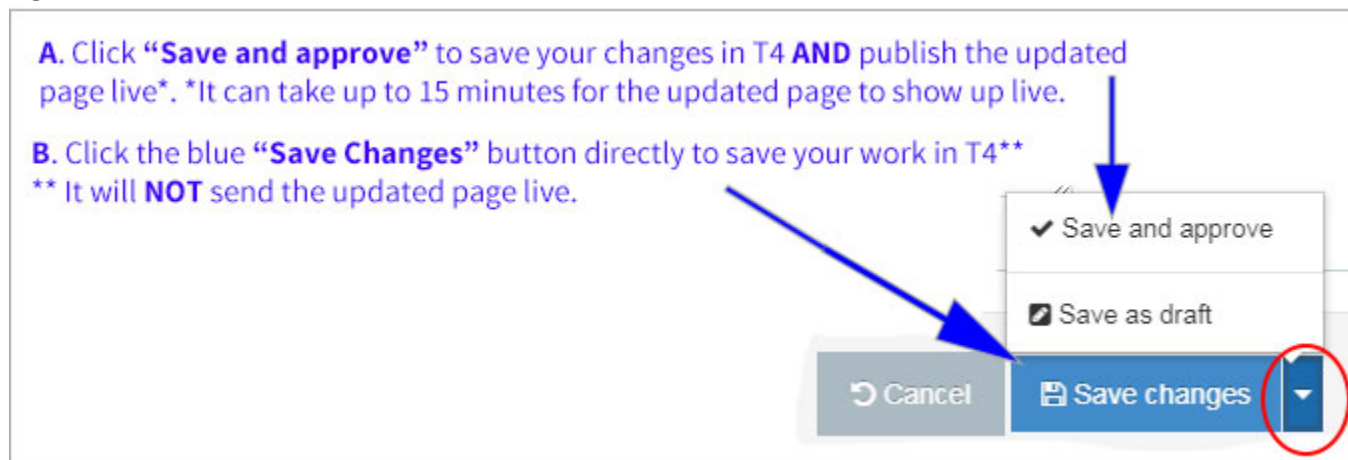 A. Click “Save and approve” to save your changes in T4 AND publish the updated
page live*. *It can take up to 15 minutes for the updated page to show up live.
B. Click the blue “Save Changes” button directly to save your work in T4**
** It will NOT send the updated page live.
Save and approve
Save as draft
Cancel
Save changes